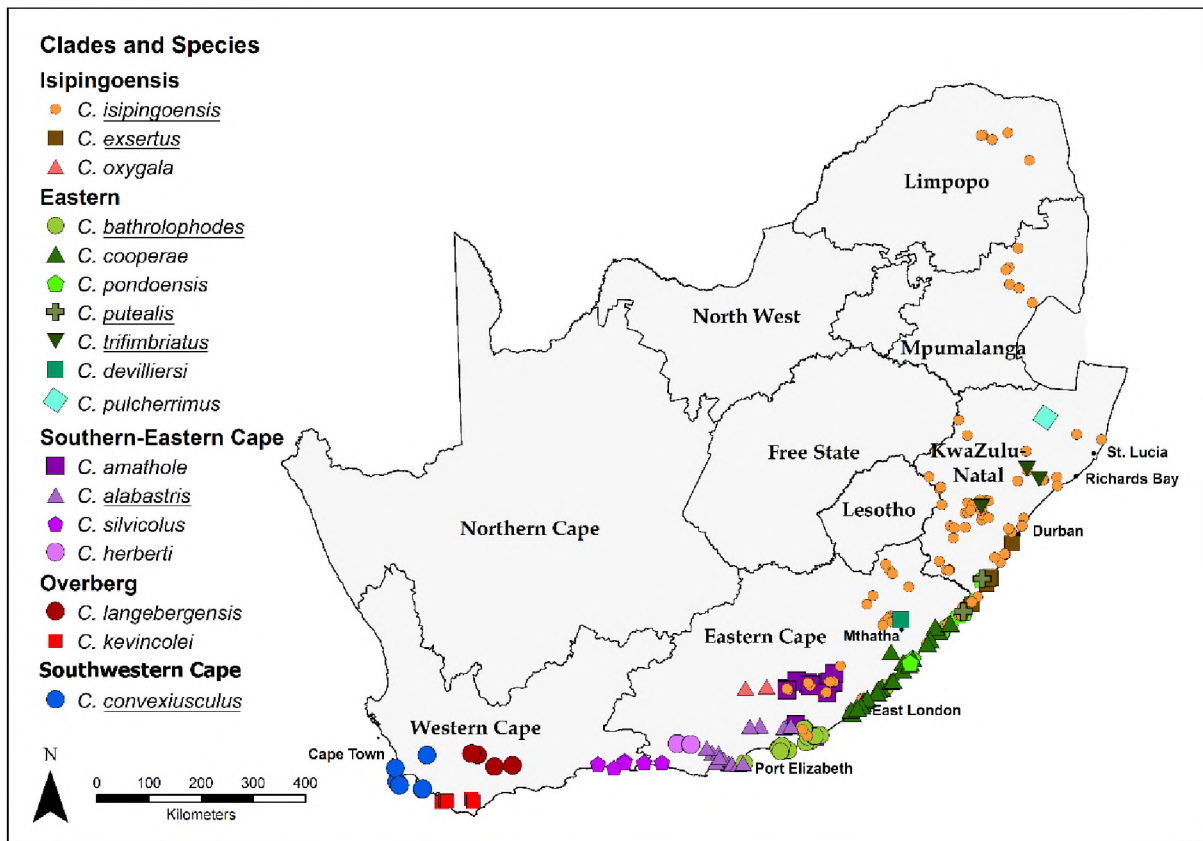 Clades and Species
Isipingoensis
C. isipingoensis
C. exsertus
C. oxygala
Eastern
C. bathrolophodes
C. cooperae
C. pondoensis
C. putealis
C. trifimbriatus
C. devilliersi
C. pulcherrimus
Southern-Eastern Cape
C. amathole
C. alabastris
C. silvicolus
C. herberti
Overberg
C. langebergensis
C. kevincolei
Southwestern Cape
C. convexiusculus
N
0 100 200 300 400
Kilometers
Limpopo
North West
Mpumalanga
Free State
KwaZulu-
Natal
St. Lucia
Richards Bay
Lesotho
Durban
Northern Cape
Eastern Cape
Mthatha
East London
Western Cape
Cape Town
Port Elizabeth